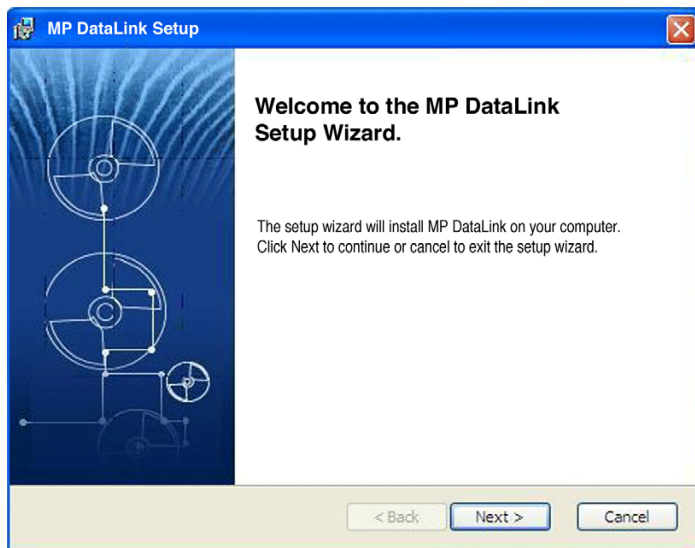 MP DataLink Setup
Welcome to the MP DataLink
Setup Wizard.
The setup wizard will install MP DataLink on your computer.
Click Next to continue or cancel to exit the setup wizard.
< Back
Next >
Cancel